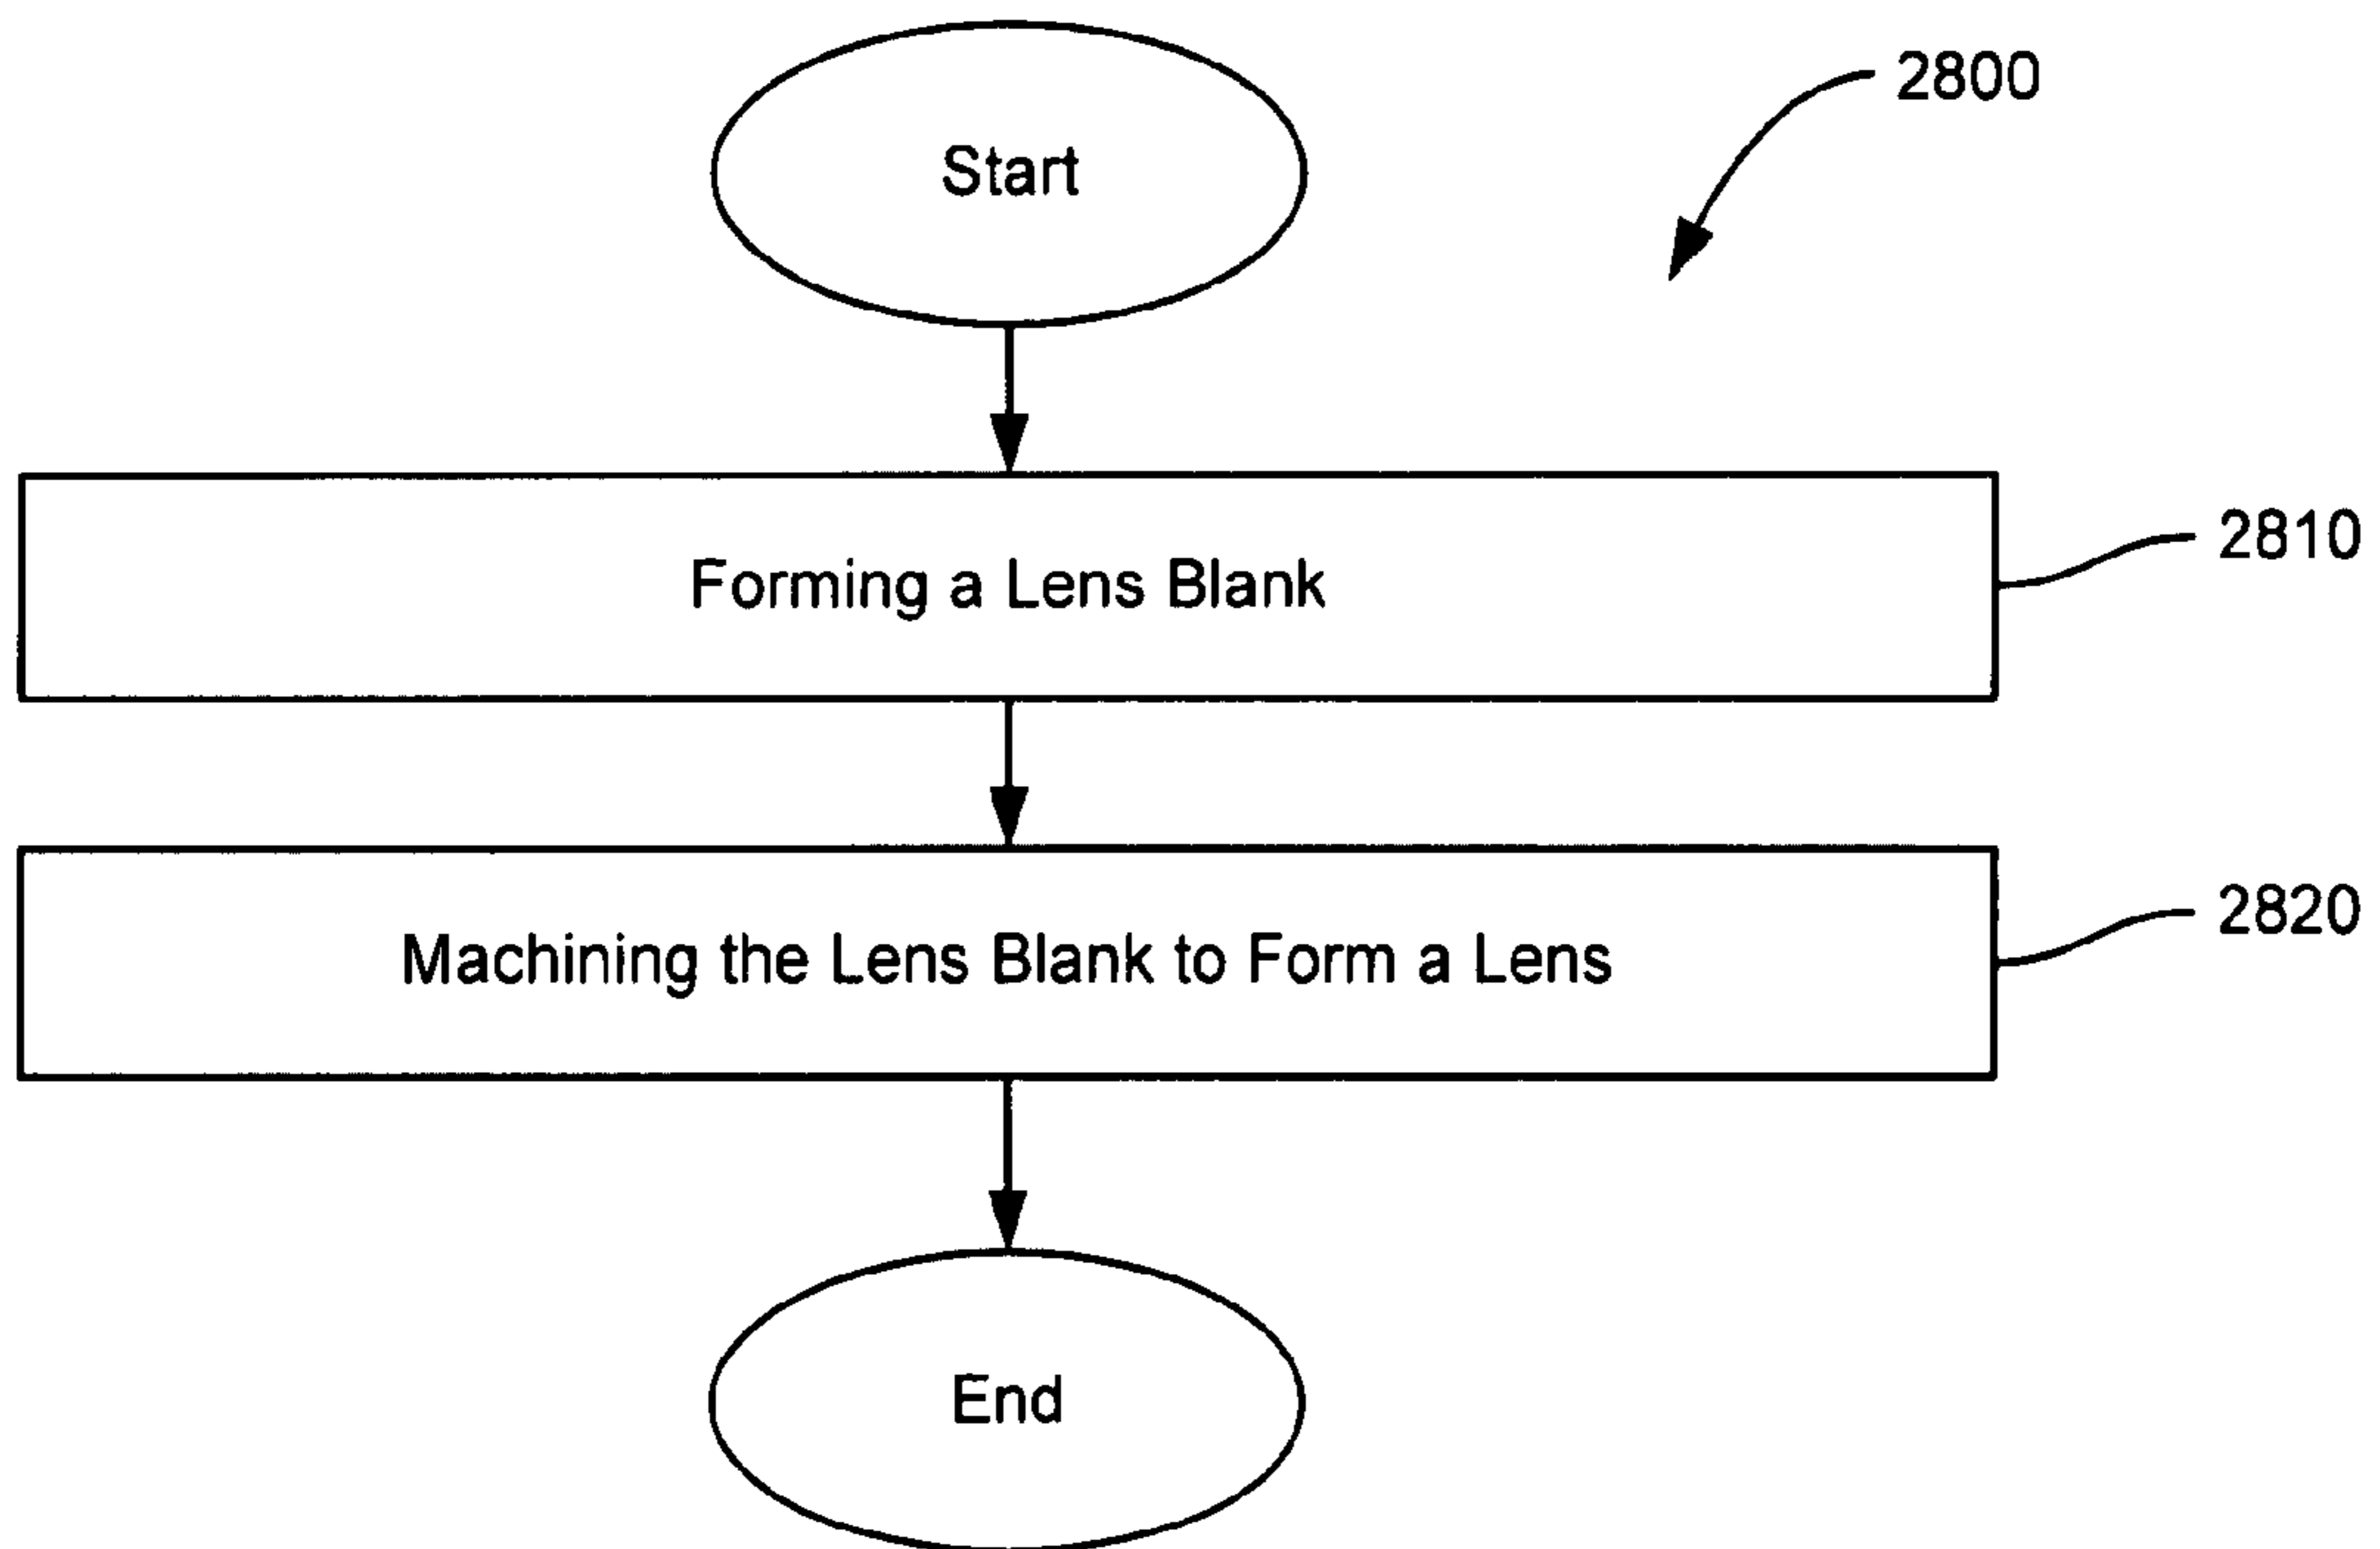 2800
Start
Forming a Lens Blank
2810
Machining the Lens Blank to Form a Lens
2820
End